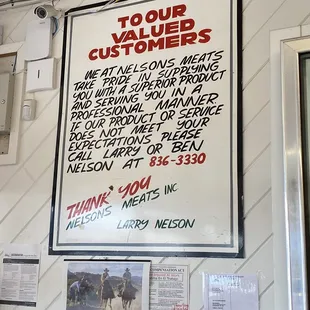 TO OUR
VALUED
CUSTOMERS
WE AT NELSONS MEATS
TAKE PRIDE IN SUPPLYING
YOU WITH A SUPERIOR PRODUCT
AND SERVING YOU IN A
PROFESSIONAL MANNER.
IF OUR PRODUCT OR SERVICE
DOES NOT MEET YOUR
EXPECTATIONS PLEASE
CALL LARRY OR BEN
NELSON AT 836-3330
THANK YOU
NELSONS MEATS INC
LARRY NELSON